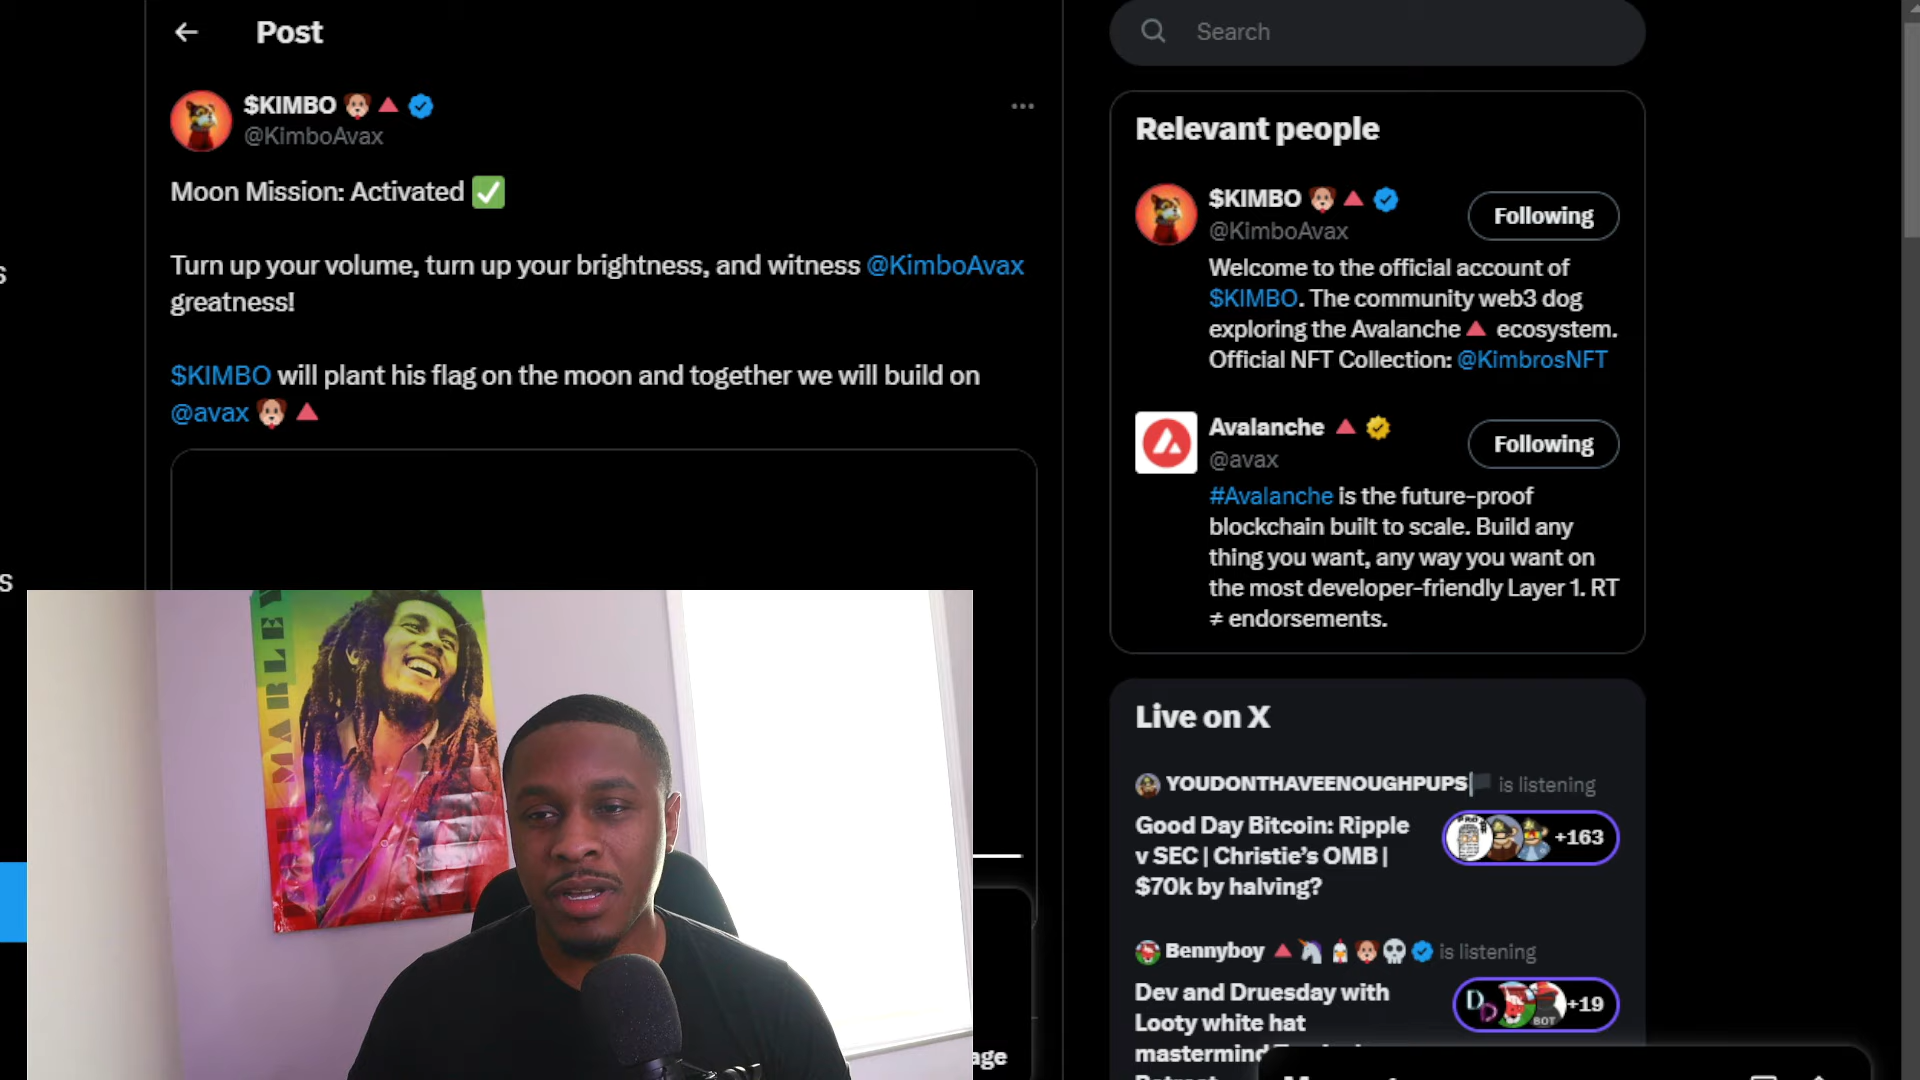 Post
$KIMBO
@KimboAvax
Moon Mission: Activated
Turn up your volume, turn up your brightness, and witness @KimboAvax
greatness!
$KIMBO will plant his flag on the moon and together we will build on
@avax
Search
Relevant people
$KIMBO
@KimboAvax
Following
Welcome to the official account of
$KIMBO. The community web3 dog
exploring the Avalanche🔺 ecosystem.
Official NFT Collection: @KimbrosNFT
Avalanche
@avax
Following
#Avalanche is the future-proof
blockchain built to scale. Build any
thing you want, any way you want on
the most developer-friendly Layer 1. RT
≠ endorsements.
Live on X
YOUDONTHAVEENOUGHPUPS is listening
Good Day Bitcoin: Ripple
v SEC | Christie's OMB |
$70k by halving?
+163
Bennyboy is listening
Dev and Druesday with
Looty white hat
mastermind
+19
BOT
MARLEY